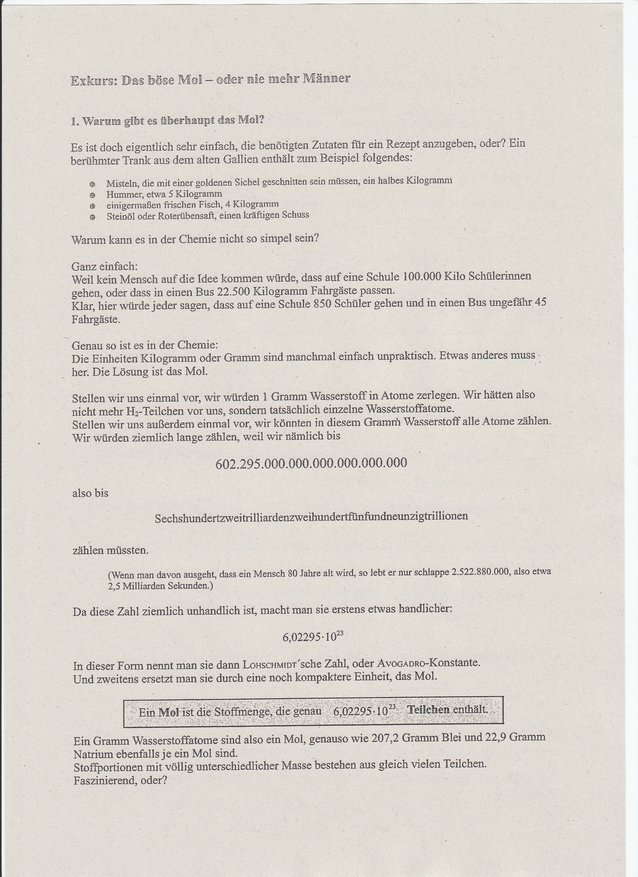 Exkurs: Das böse Mol – oder nie mehr Männer
1. Warum gibt es überhaupt das Mol?
Es ist doch eigentlich sehr einfach, die benötigten Zutaten für ein Rezept anzugeben, oder? Ein
berühmter Trank aus dem alten Gallien enthält zum Beispiel folgendes:
Misteln, die mit einer goldenen Sichel geschnitten sein müssen, ein halbes Kilogramm
Hummer, etwa 5 Kilogramm
einigermaßen frischen Fisch, 4 Kilogramm
Steinöl oder Roterübensaft, einen kräftigen Schuss
Warum kann es in der Chemie nicht so simpel sein?
Ganz einfach:
Weil kein Mensch auf die Idee kommen würde, dass auf eine Schule 100.000 Kilo Schülerinnen
gehen, oder dass in einen Bus 22.500 Kilogramm Fahrgäste passen.
Klar, hier würde jeder sagen, dass auf eine Schule 850 Schüler gehen und in einen Bus ungefähr 45
Fahrgäste.
Genau so ist es in der Chemie:
Die Einheiten Kilogramm oder Gramm sind manchmal einfach unpraktisch. Etwas anderes muss
her. Die Lösung ist das Mol.
Stellen wir uns einmal vor, wir würden 1 Gramm Wasserstoff in Atome zerlegen. Wir hätten also
nicht mehr H₂-Teilchen vor uns, sondern tatsächlich einzelne Wasserstoffatome.
Stellen wir uns außerdem einmal vor, wir könnten in diesem Gramm Wasserstoff alle Atome zählen.
Wir würden ziemlich lange zählen, weil wir nämlich bis
602.295.000.000.000.000.000.000
also bis
Sechshundertzweitrilliardenzweihundertfünfundneunzigtrillionen
zählen müssten.
(Wenn man davon ausgeht, dass ein Mensch 80 Jahre alt wird, so lebt er nur schlappe 2.522.880.000, also etwa
2,5 Milliarden Sekunden.)
Da diese Zahl ziemlich unhandlich ist, macht man sie erstens etwas handlicher:
6,02295·10²³
In dieser Form nennt man sie dann LOHSCHMIDT´sche Zahl, oder AVOGADRO-Konstante.
Und zweitens ersetzt man sie durch eine noch kompaktere Einheit, das Mol.
Ein Mol ist die Stoffmenge, die genau 6,02295·10²³ Teilchen enthält.
Ein Gramm Wasserstoffatome sind also ein Mol, genauso wie 207,2 Gramm Blei und 22,9 Gramm
Natrium ebenfalls je ein Mol sind.
Stoffportionen mit völlig unterschiedlicher Masse bestehen aus gleich vielen Teilchen.
Faszinierend, oder?